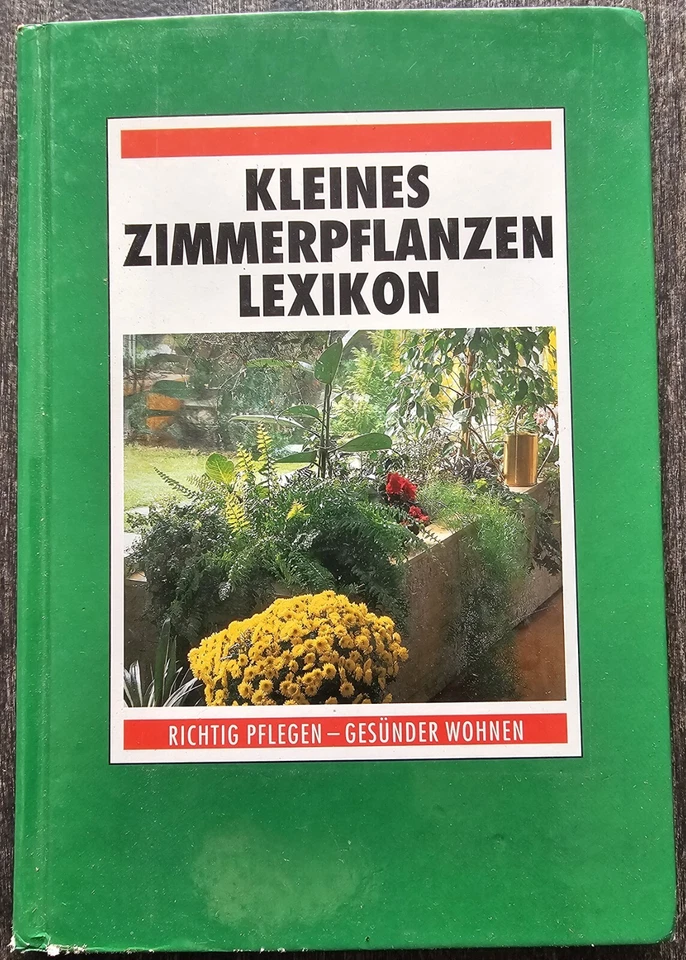 KLEINES
ZIMMERPFLANZEN
LEXIKON
RICHTIG PFLEGEN – GESÜNDER WOHNEN